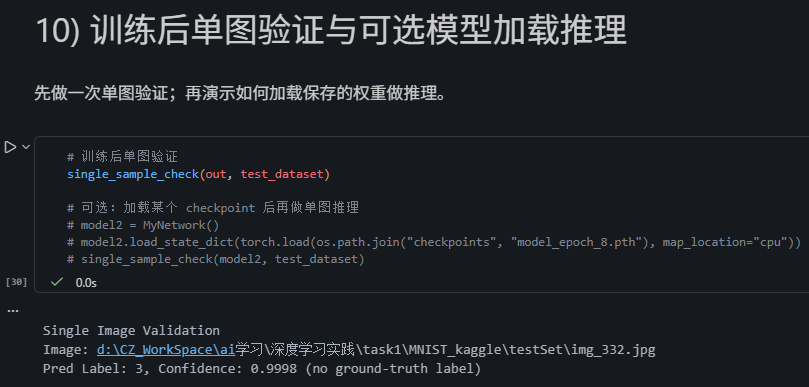 10) 训练后单图验证与可选模型加载推理
先做一次单图验证；再演示如何加载保存的权重做推理。
# 训练后单图验证
single_sample_check(out, test_dataset)
# 可选：加载某个 checkpoint 后再做单图推理
# model2 = MyNetwork()
# model2.load_state_dict(torch.load(os.path.join("checkpoints", "model_epoch_8.pth"), map_location="cpu"))
# single_sample_check(model2, test_dataset)
[30] 0.0s
...
Single Image Validation
Image: d:\CZ_WorkSpace\ai学习\深度学习实践\task1\MNIST_kaggle\testSet\img_332.jpg
Pred Label: 3, Confidence: 0.9998 (no ground-truth label)